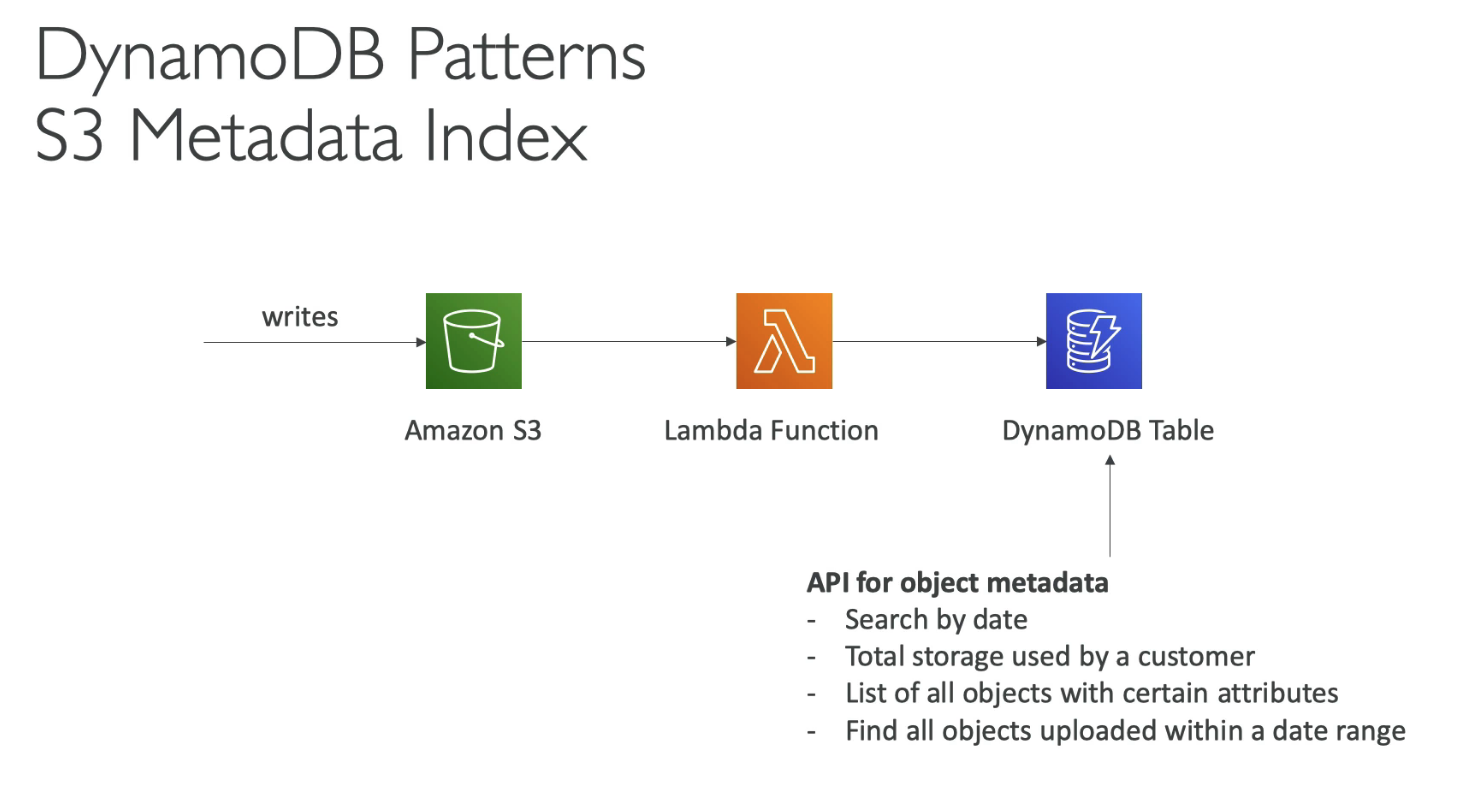 DynamoDB Patterns
S3 Metadata Index
writes
Amazon S3
Lambda Function
DynamoDB Table
API for object metadata
- Search by date
- Total storage used by a customer
- List of all objects with certain attributes
- Find all objects uploaded within a date range